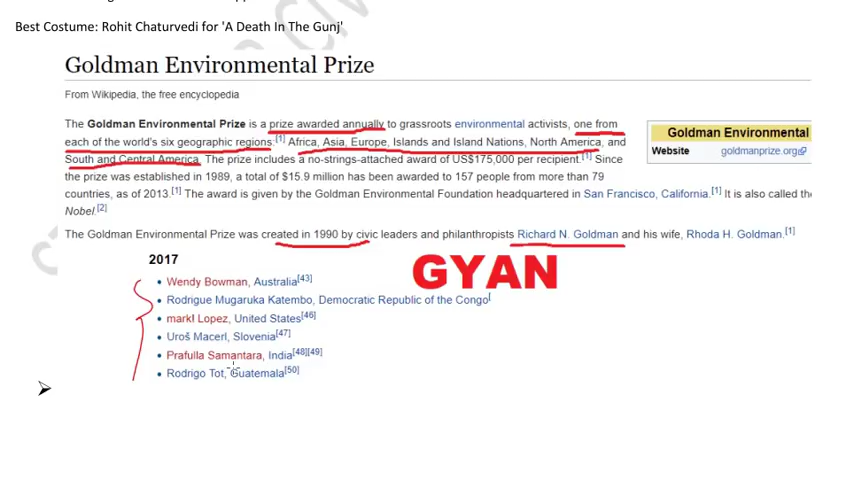 Best Costume: Rohit Chaturvedi for 'A Death In The Gunj'
Goldman Environmental Prize
From Wikipedia, the free encyclopedia
The Goldman Environmental Prize is a prize awarded annually to grassroots environmental activists, one from
each of the world's six geographic regions:[1] Africa, Asia, Europe, Islands and Island Nations, North America, and
South and Central America. The prize includes a no-strings-attached award of US$175,000 per recipient.[1] Since
the prize was established in 1989, a total of $15.9 million has been awarded to 157 people from more than 79
countries, as of 2013.[1] The award is given by the Goldman Environmental Foundation headquartered in San Francisco, California.[1] It is also called the
Nobel.[2]
Goldman Environmental
Website goldmanprize.org
The Goldman Environmental Prize was created in 1990 by civic leaders and philanthropists Richard N. Goldman and his wife, Rhoda H. Goldman.[1]
2017
GYAN
• Wendy Bowman, Australia[43]
• Rodrigue Mugaruka Katembo, Democratic Republic of the Congo[
• mark! Lopez, United States[46]
• Uroš Macerl, Slovenia[47]
• Prafulla Samantara, India[48][49]
• Rodrigo Tot, Guatemala[50]